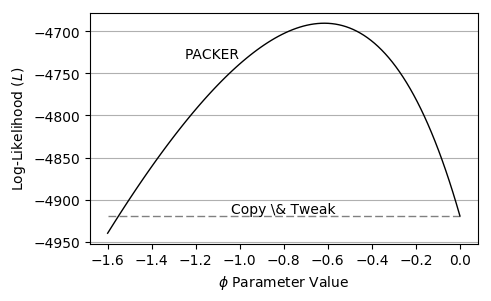 −4700
−4750
−4800
−4850
−4900
−4950
Log-Likelihood (L)
PACKER
Copy \& Tweak
−1.6 −1.4 −1.2 −1.0 −0.8 −0.6 −0.4 −0.2 0.0
ϕ Parameter Value